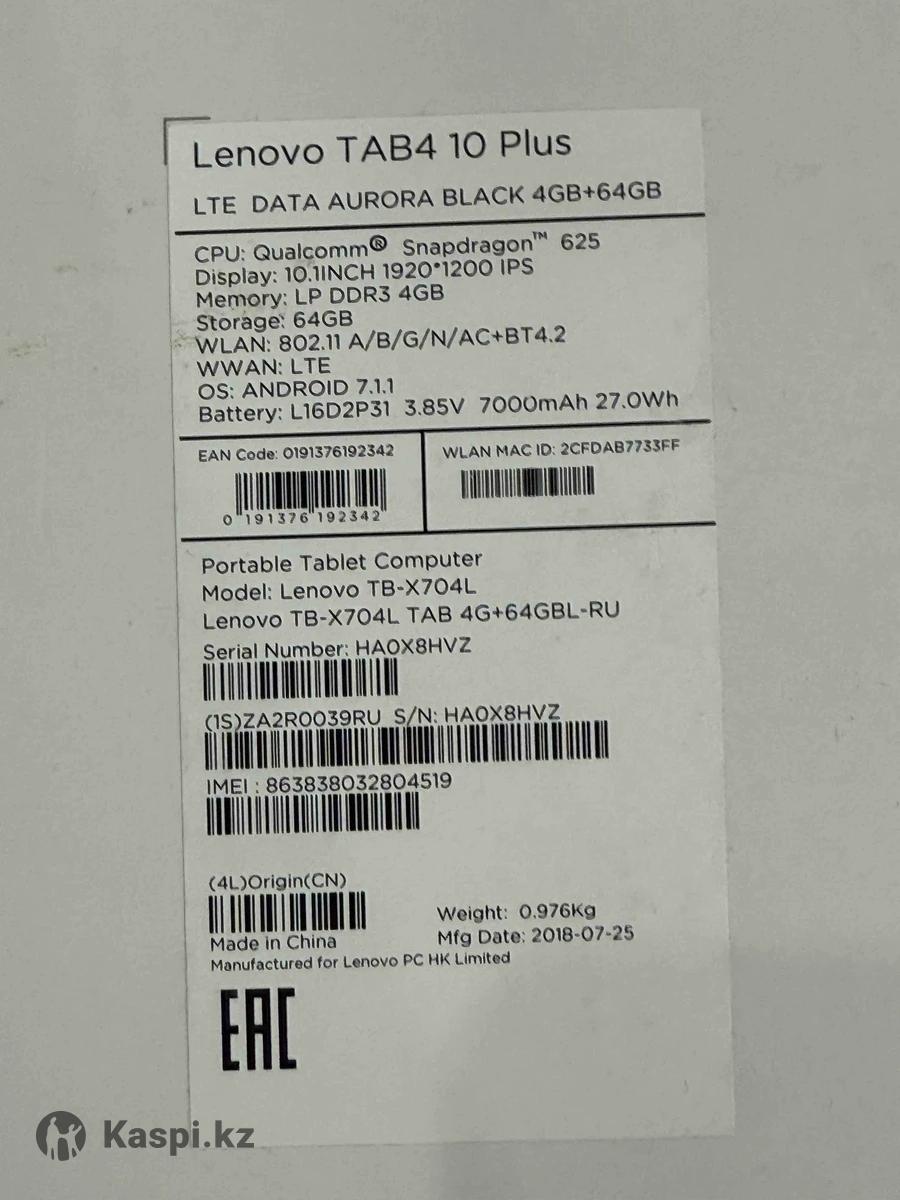 Lenovo TAB4 10 Plus
LTE DATA AURORA BLACK 4GB+64GB
CPU: Qualcomm® Snapdragon™ 625
Display: 10.1INCH 1920*1200 IPS
Memory: LP DDR3 4GB
Storage: 64GB
WLAN: 802.11 A/B/G/N/AC+BT4.2
WWAN: LTE
OS: ANDROID 7.1.1
Battery: L16D2P31 3.85V 7000mAh 27.0Wh
EAN Code: 0191376192342
0 191376 192342
WLAN MAC ID: 2CFDAB7733FF
Portable Tablet Computer
Model: Lenovo TB-X704L
Lenovo TB-X704L TAB 4G+64GBL-RU
Serial Number: HA0X8HVZ
(1S)ZA2R0039RU S/N: HA0X8HVZ
IMEI : 863838032804519
(4L)Origin(CN)
Made in China
Weight: 0.976Kg
Mfg Date: 2018-07-25
Manufactured for Lenovo PC HK Limited
EAC
Kaspi.kz